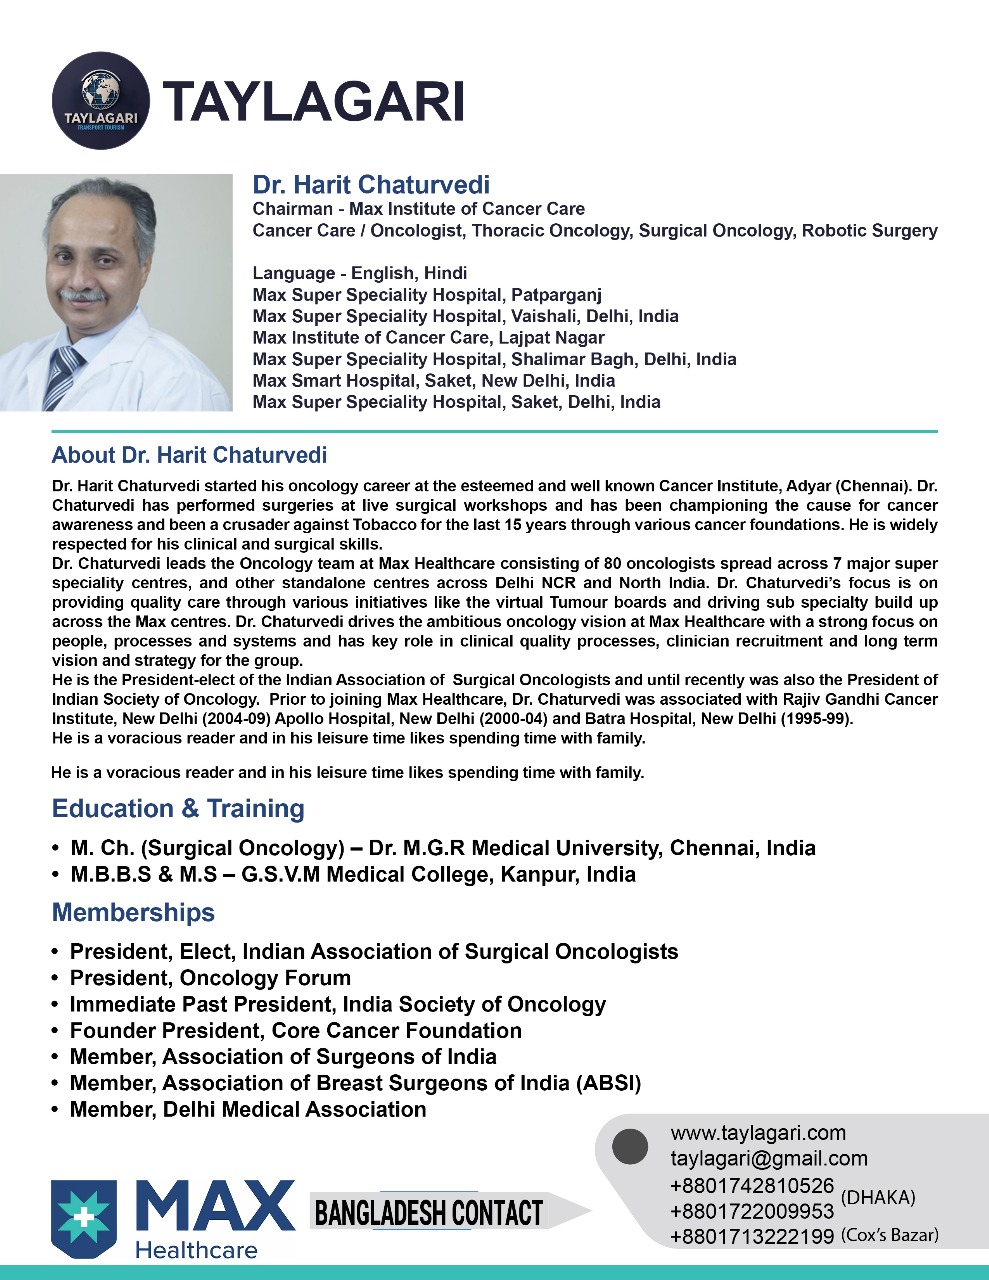 TAYLAGARI
TRANSPORT TOURISM
TAYLAGARI
Dr. Harit Chaturvedi
Chairman - Max Institute of Cancer Care
Cancer Care / Oncologist, Thoracic Oncology, Surgical Oncology, Robotic Surgery
Language - English, Hindi
Max Super Speciality Hospital, Patparganj
Max Super Speciality Hospital, Vaishali, Delhi, India
Max Institute of Cancer Care, Lajpat Nagar
Max Super Speciality Hospital, Shalimar Bagh, Delhi, India
Max Smart Hospital, Saket, New Delhi, India
Max Super Speciality Hospital, Saket, Delhi, India
About Dr. Harit Chaturvedi
Dr. Harit Chaturvedi started his oncology career at the esteemed and well known Cancer Institute, Adyar (Chennai). Dr.
Chaturvedi has performed surgeries at live surgical workshops and has been championing the cause for cancer
awareness and been a crusader against Tobacco for the last 15 years through various cancer foundations. He is widely
respected for his clinical and surgical skills.
Dr. Chaturvedi leads the Oncology team at Max Healthcare consisting of 80 oncologists spread across 7 major super
speciality centres, and other standalone centres across Delhi NCR and North India. Dr. Chaturvedi's focus is on
providing quality care through various initiatives like the virtual Tumour boards and driving sub specialty build up
across the Max centres. Dr. Chaturvedi drives the ambitious oncology vision at Max Healthcare with a strong focus on
people, processes and systems and has key role in clinical quality processes, clinician recruitment and long term
vision and strategy for the group.
He is the President-elect of the Indian Association of Surgical Oncologists and until recently was also the President of
Indian Society of Oncology. Prior to joining Max Healthcare, Dr. Chaturvedi was associated with Rajiv Gandhi Cancer
Institute, New Delhi (2004-09) Apollo Hospital, New Delhi (2000-04) and Batra Hospital, New Delhi (1995-99).
He is a voracious reader and in his leisure time likes spending time with family.
He is a voracious reader and in his leisure time likes spending time with family.
Education & Training
• M. Ch. (Surgical Oncology) – Dr. M.G.R Medical University, Chennai, India
• M.B.B.S & M.S – G.S.V.M Medical College, Kanpur, India
Memberships
• President, Elect, Indian Association of Surgical Oncologists
• President, Oncology Forum
• Immediate Past President, India Society of Oncology
• Founder President, Core Cancer Foundation
• Member, Association of Surgeons of India
• Member, Association of Breast Surgeons of India (ABSI)
• Member, Delhi Medical Association
MAX
Healthcare
BANGLADESH CONTACT
www.taylagari.com
taylagari@gmail.com
+8801742810526
+8801722009953 (DHAKA)
+8801713222199 (Cox's Bazar)